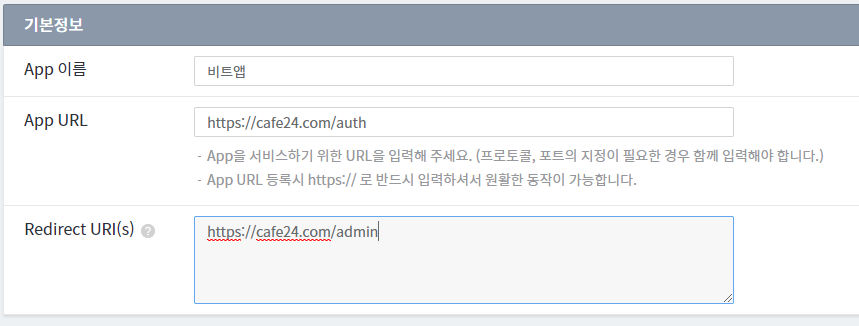 기본정보
App 이름
비트앱
App URL
https://cafe24.com/auth
- App을 서비스하기 위한 URL을 입력해 주세요. (프로토콜, 포트의 지정이 필요한 경우 함께 입력해야 합니다.)
- App URL 등록시 https:// 로 반드시 입력하셔서 원활한 동작이 가능합니다.
Redirect URI(s) ?
https://cafe24.com/admin